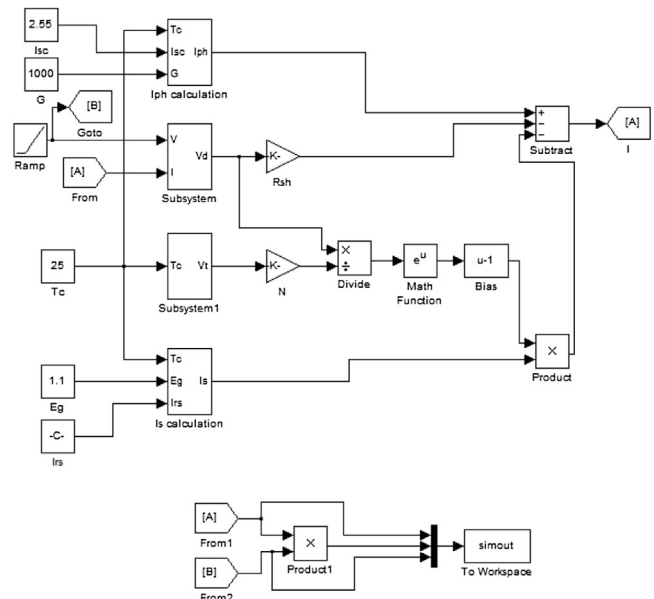 2.55
Isc
1000
G
Tc
Isc
G
Iph
Iph calculation
[B]
Goto
Ramp
[A]
From
V
I
Vd
Subsystem
K-
Rsh
+
−
−
Subtract
[A]
I
25
Tc
Tc
Vt
Subsystem1
K-
N
×
÷
Divide
e^u
Math
Function
u-1
Bias
1.1
Eg
-C-
Irs
Tc
Eg
Irs
Is
Is calculation
×
Product
[A]
From1
[B]
From2
×
Product1
simout
To Workspace